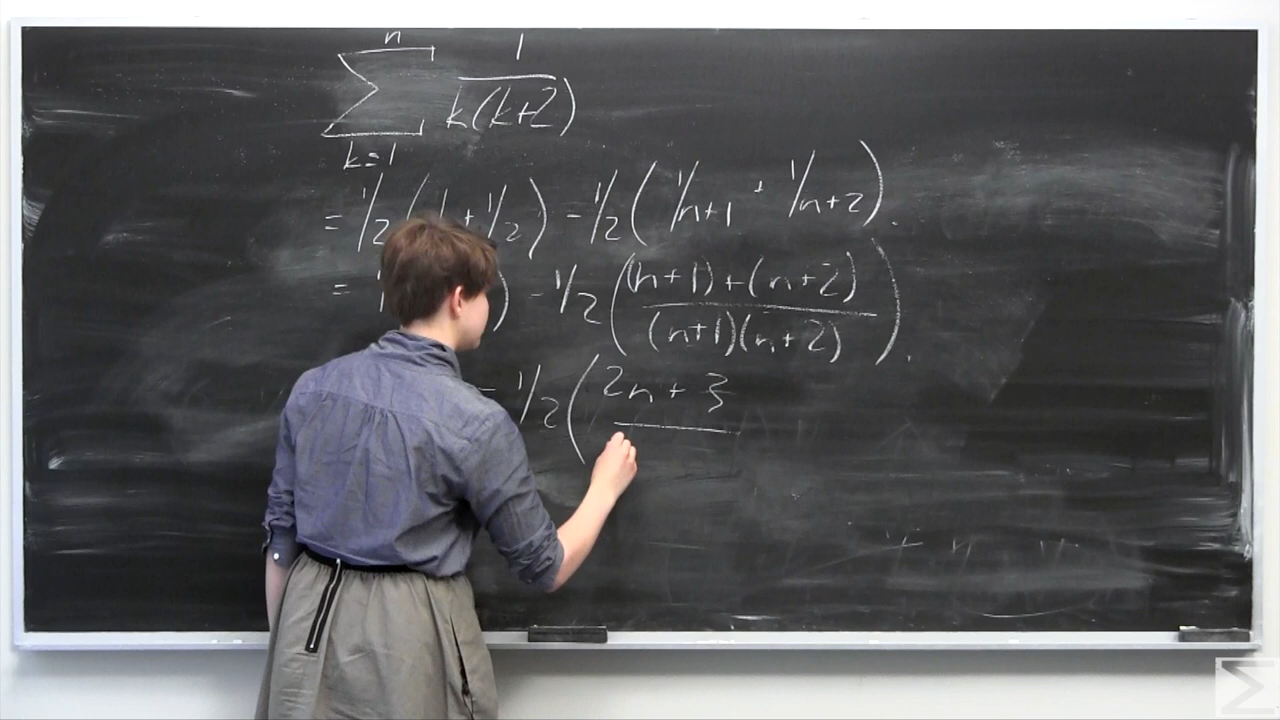 n
∑ 1/k(k+2)
k=1
= 1/2 ( 1 + 1/2 ) - 1/2 ( 1/n+1 + 1/n+2 ).
= 1 ) - 1/2 ( (n+1)+(n+2) / (n+1)(n+2) ).
- 1/2 ( 2n + 3